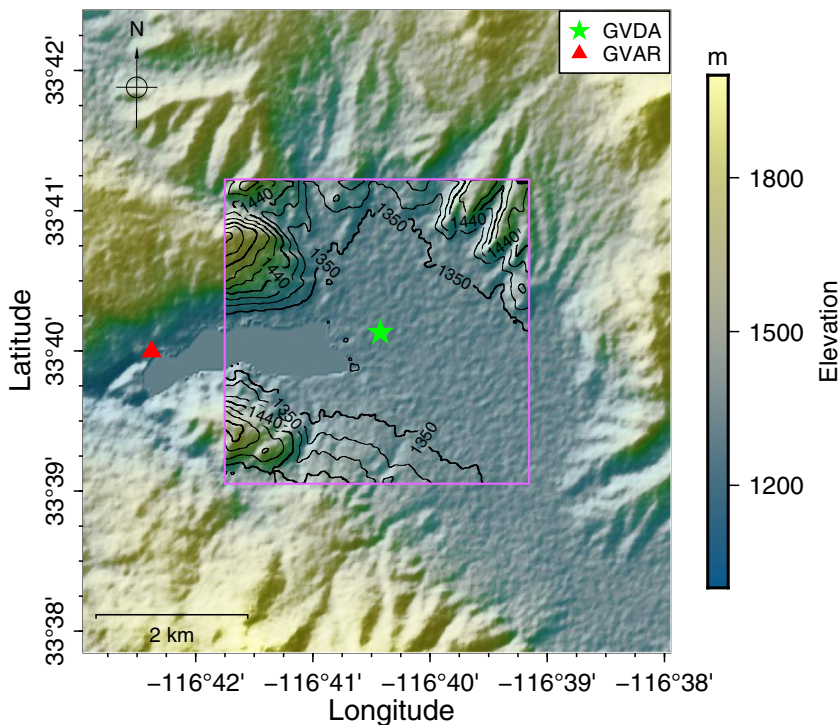 N
GVDA
GVAR
m
33°42'
33°41'
33°40'
33°39'
33°38'
Latitude
1440
1350
1440
1440
1350
1350
1440
1350
1440
1350
2 km
1800
1500
1200
Elevation
−116°42'
−116°41'
−116°40'
−116°39'
−116°38'
Longitude